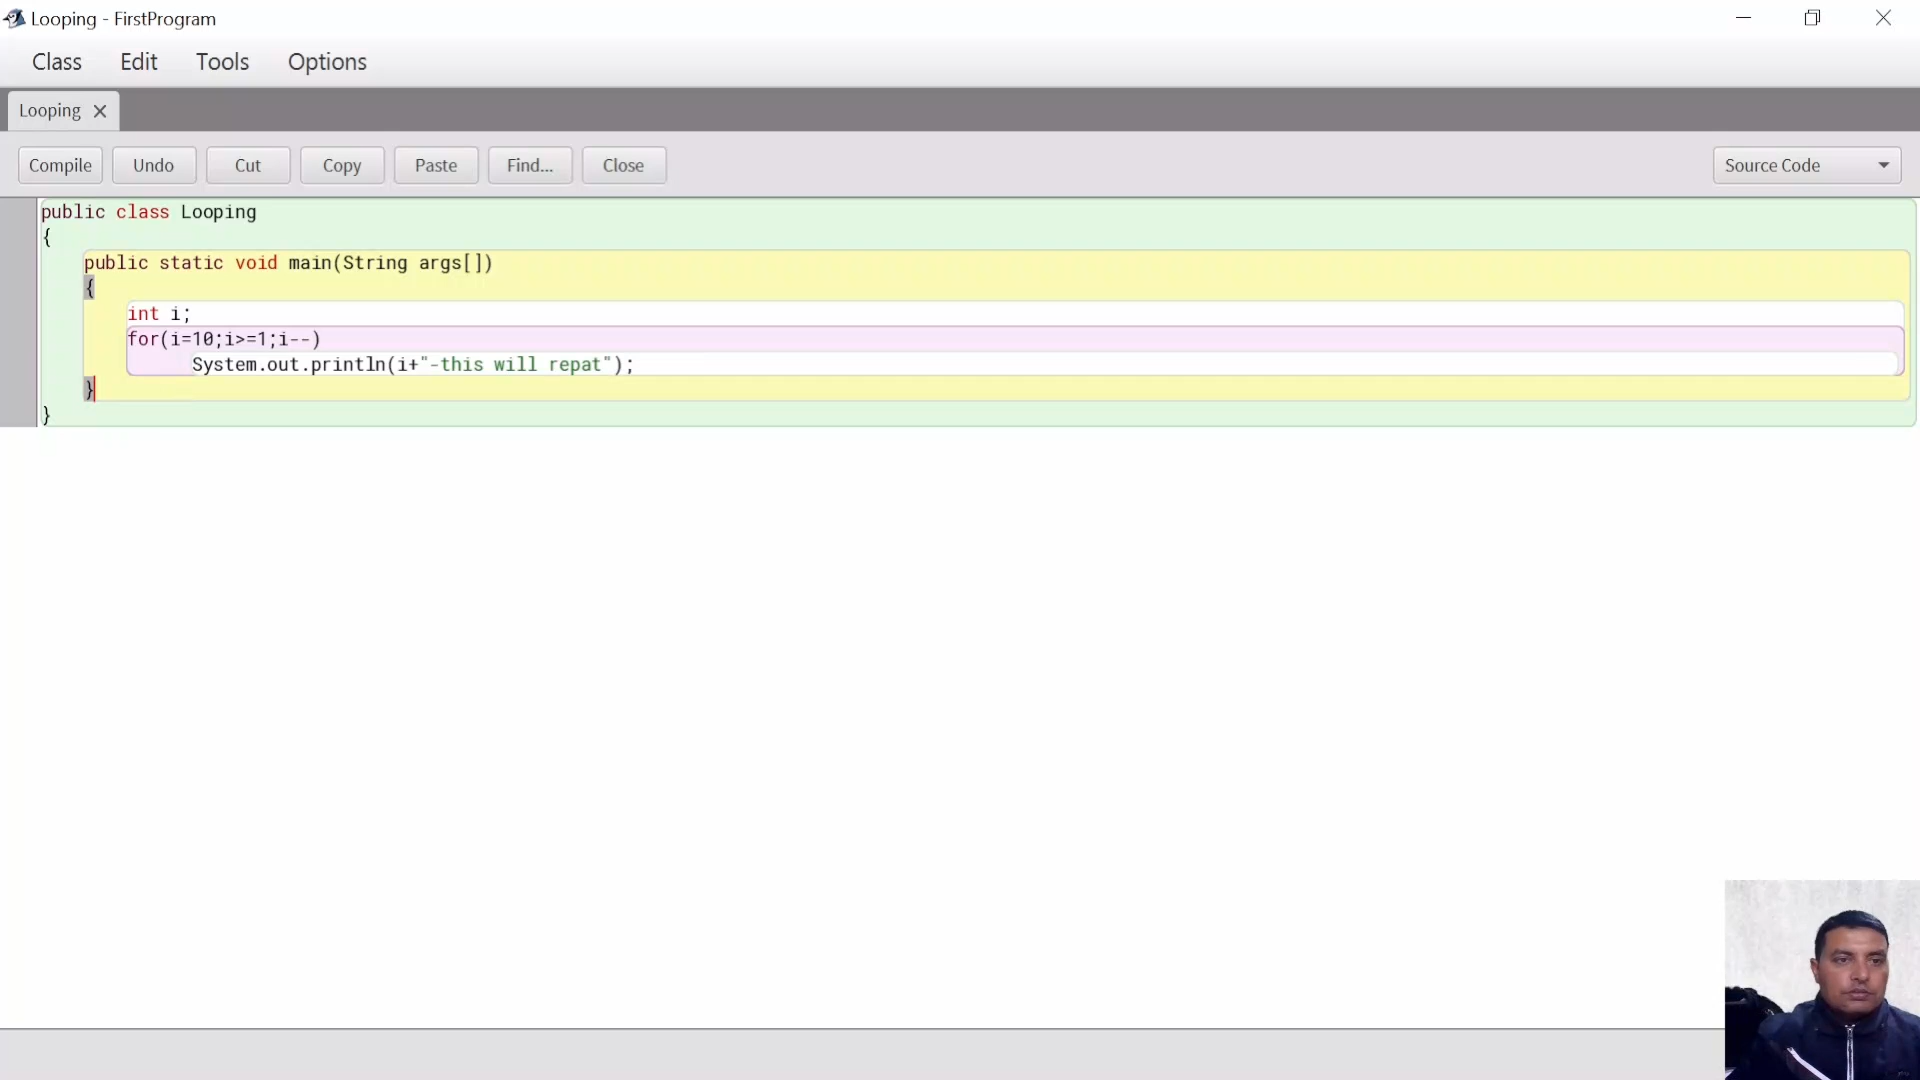 Looping - FirstProgram
Class Edit Tools Options
Looping
Compile Undo Cut Copy Paste Find... Close Source Code
public class Looping
{
public static void main(String args[])
{
int i;
for(i=10;i>=1;i--)
System.out.println(i+"-this will repat");
}
}